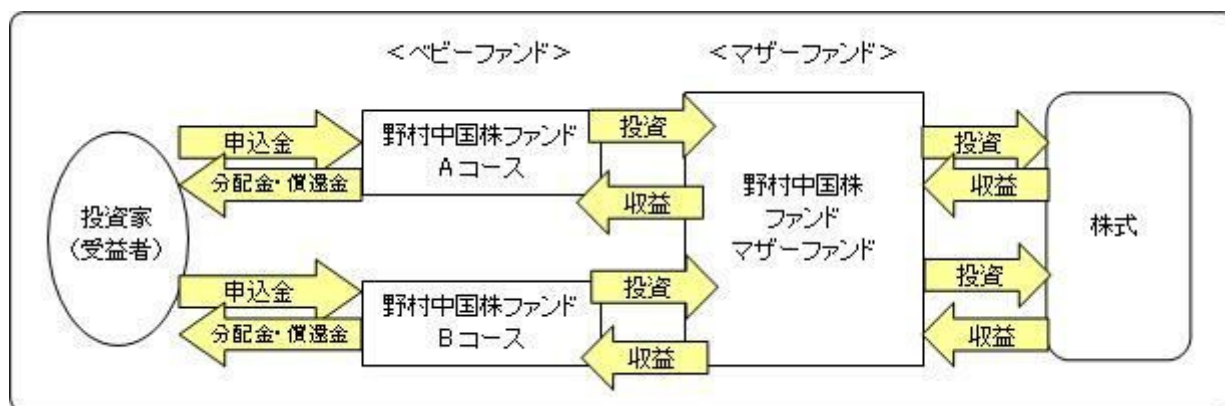 ＜ベビーファンド＞
＜マザーファンド＞
投資家
（受益者）
申込金
分配金・償還金
野村中国株ファンド
Aコース
投資
収益
申込金
分配金・償還金
野村中国株ファンド
Bコース
投資
収益
野村中国株
ファンド
マザーファンド
投資
収益
投資
収益
株式